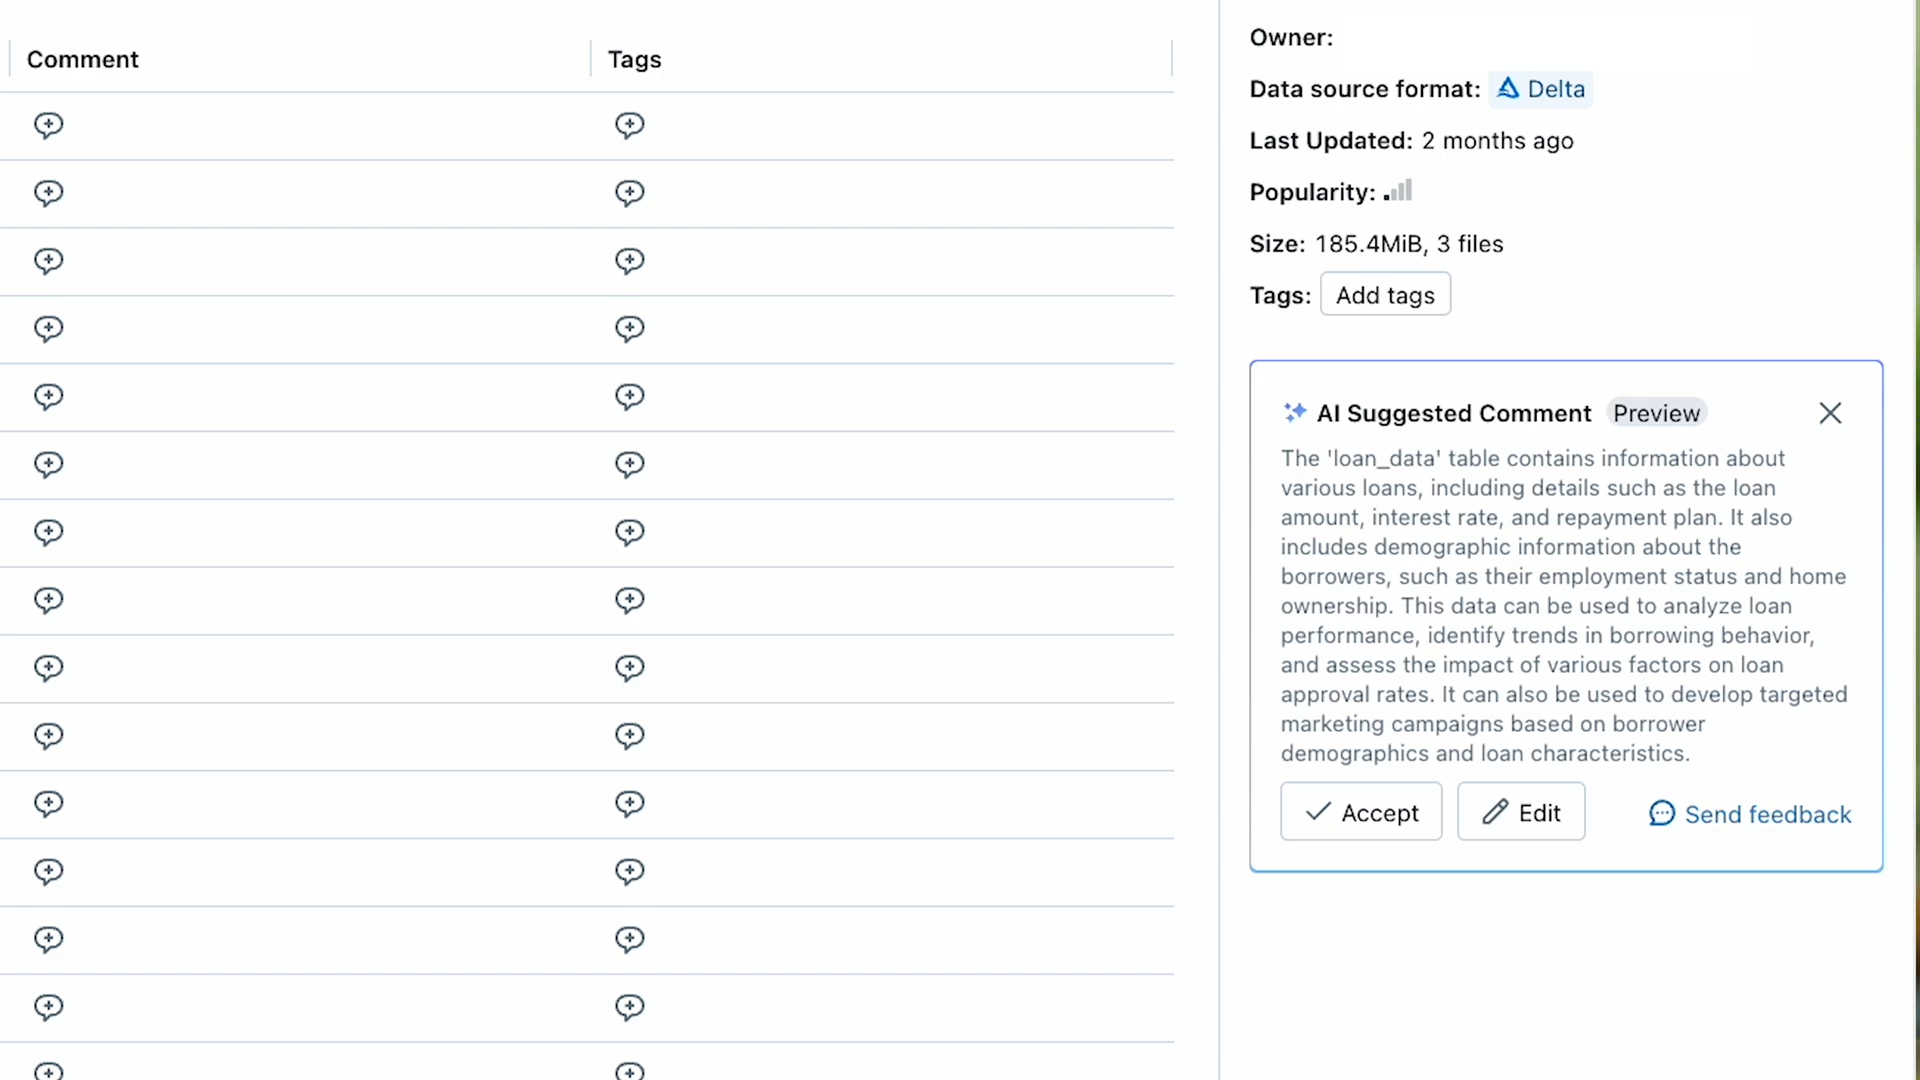 Comment
Tags
Owner:
Data source format: Delta
Last Updated: 2 months ago
Popularity:
Size: 185.4MiB, 3 files
Tags: Add tags
AI Suggested Comment Preview
The 'loan_data' table contains information about
various loans, including details such as the loan
amount, interest rate, and repayment plan. It also
includes demographic information about the
borrowers, such as their employment status and home
ownership. This data can be used to analyze loan
performance, identify trends in borrowing behavior,
and assess the impact of various factors on loan
approval rates. It can also be used to develop targeted
marketing campaigns based on borrower
demographics and loan characteristics.
Accept
Edit
Send feedback